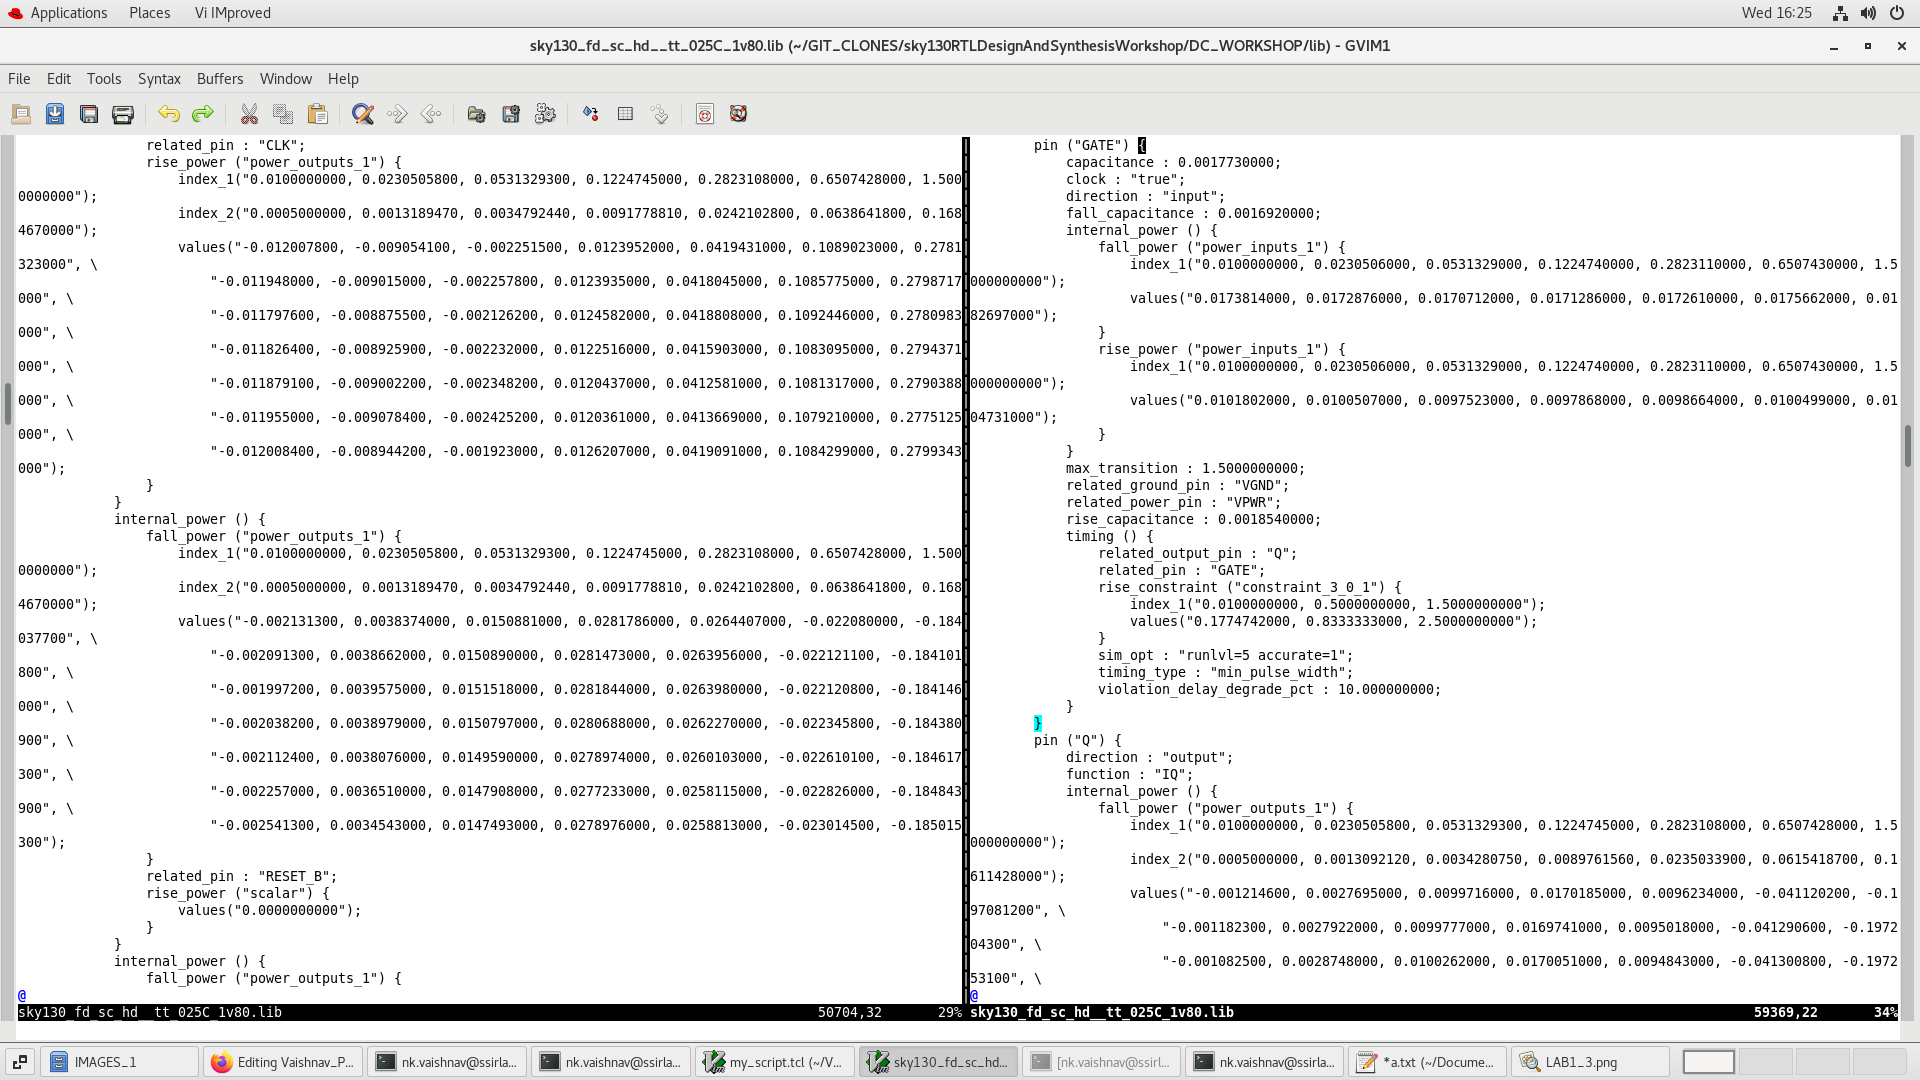 Applications Places Vi IMproved Wed 16:25
sky130_fd_sc_hd__tt_025C_1v80.lib (~/GIT_CLONES/sky130RTLDesignAndSynthesisWorkshop/DC_WORKSHOP/lib) - GVIM1
File Edit Tools Syntax Buffers Window Help
related_pin : "CLK";
rise_power ("power_outputs_1") {
index_1("0.0100000000, 0.0230505800, 0.0531329300, 0.1224745000, 0.2823108000, 0.6507428000, 1.500
0000000");
index_2("0.0005000000, 0.0013189470, 0.0034792440, 0.0091778810, 0.0242102800, 0.0638641800, 0.168
4670000");
values("-0.012007800, -0.009054100, -0.002251500, 0.0123952000, 0.0419431000, 0.1089023000, 0.2781
323000", \
"-0.011948000, -0.009015000, -0.002257800, 0.0123935000, 0.0418045000, 0.1085775000, 0.2798717
000", \
"-0.011797600, -0.008875500, -0.002126200, 0.0124582000, 0.0418808000, 0.1092446000, 0.2780983
000", \
"-0.011826400, -0.008925900, -0.002232000, 0.0122516000, 0.0415903000, 0.1083095000, 0.2794371
000", \
"-0.011879100, -0.009002200, -0.002348200, 0.0120437000, 0.0412581000, 0.1081317000, 0.2790388
000", \
"-0.011955000, -0.009078400, -0.002425200, 0.0120361000, 0.0413669000, 0.1079210000, 0.2775125
000", \
"-0.012008400, -0.008944200, -0.001923000, 0.0126207000, 0.0419091000, 0.1084299000, 0.2799343
000");
}
}
internal_power () {
fall_power ("power_outputs_1") {
index_1("0.0100000000, 0.0230505800, 0.0531329300, 0.1224745000, 0.2823108000, 0.6507428000, 1.500
0000000");
index_2("0.0005000000, 0.0013189470, 0.0034792440, 0.0091778810, 0.0242102800, 0.0638641800, 0.168
4670000");
values("-0.002131300, 0.0038374000, 0.0150881000, 0.0281786000, 0.0264407000, -0.022080000, -0.184
037700", \
"-0.002091300, 0.0038662000, 0.0150890000, 0.0281473000, 0.0263956000, -0.022121100, -0.184101
800", \
"-0.001997200, 0.0039575000, 0.0151518000, 0.0281844000, 0.0263980000, -0.022120800, -0.184146
000", \
"-0.002038200, 0.0038979000, 0.0150797000, 0.0280688000, 0.0262270000, -0.022345800, -0.184380
900", \
"-0.002112400, 0.0038076000, 0.0149590000, 0.0278974000, 0.0260103000, -0.022610100, -0.184617
300", \
"-0.002257000, 0.0036510000, 0.0147908000, 0.0277233000, 0.0258115000, -0.022826000, -0.184843
900", \
"-0.002541300, 0.0034543000, 0.0147493000, 0.0278976000, 0.0258813000, -0.023014500, -0.185015
300");
}
related_pin : "RESET_B";
rise_power ("scalar") {
values("0.0000000000");
}
}
internal_power () {
fall_power ("power_outputs_1") {
@
sky130_fd_sc_hd__tt_025C_1v80.lib 50704,32 29%
pin ("GATE") {
capacitance : 0.0017730000;
clock : "true";
direction : "input";
fall_capacitance : 0.0016920000;
internal_power () {
fall_power ("power_inputs_1") {
index_1("0.0100000000, 0.0230506000, 0.0531329000, 0.1224740000, 0.2823110000, 0.6507430000, 1.5
000000000");
values("0.0173814000, 0.0172876000, 0.0170712000, 0.0171286000, 0.0172610000, 0.0175662000, 0.01
82697000");
}
rise_power ("power_inputs_1") {
index_1("0.0100000000, 0.0230506000, 0.0531329000, 0.1224740000, 0.2823110000, 0.6507430000, 1.5
000000000");
values("0.0101802000, 0.0100507000, 0.0097523000, 0.0097868000, 0.0098664000, 0.0100499000, 0.01
04731000");
}
}
max_transition : 1.5000000000;
related_ground_pin : "VGND";
related_power_pin : "VPWR";
rise_capacitance : 0.0018540000;
timing () {
related_output_pin : "Q";
related_pin : "GATE";
rise_constraint ("constraint_3_0_1") {
index_1("0.0100000000, 0.5000000000, 1.5000000000");
values("0.1774742000, 0.8333333000, 2.5000000000");
}
sim_opt : "runlvl=5 accurate=1";
timing_type : "min_pulse_width";
violation_delay_degrade_pct : 10.000000000;
}
}
pin ("Q") {
direction : "output";
function : "IQ";
internal_power () {
fall_power ("power_outputs_1") {
index_1("0.0100000000, 0.0230505800, 0.0531329300, 0.1224745000, 0.2823108000, 0.6507428000, 1.5
000000000");
index_2("0.0005000000, 0.0013092120, 0.0034280750, 0.0089761560, 0.0235033900, 0.0615418700, 0.1
611428000");
values("-0.001214600, 0.0027695000, 0.0099716000, 0.0170185000, 0.0096234000, -0.041120200, -0.1
97081200", \
"-0.001182300, 0.0027922000, 0.0099777000, 0.0169741000, 0.0095018000, -0.041290600, -0.1972
04300", \
"-0.001082500, 0.0028748000, 0.0100262000, 0.0170051000, 0.0094843000, -0.041300800, -0.1972
53100", \
@
sky130_fd_sc_hd__tt_025C_1v80.lib 59369,22 34%
IMAGES_1 Editing Vaishnav_P... nk.vaishnav@ssirla... nk.vaishnav@ssirla... my_script.tcl (~/V... sky130_fd_sc_hd... [nk.vaishnav@ssirl... nk.vaishnav@ssirla... *a.txt (~/Docume... LAB1_3.png